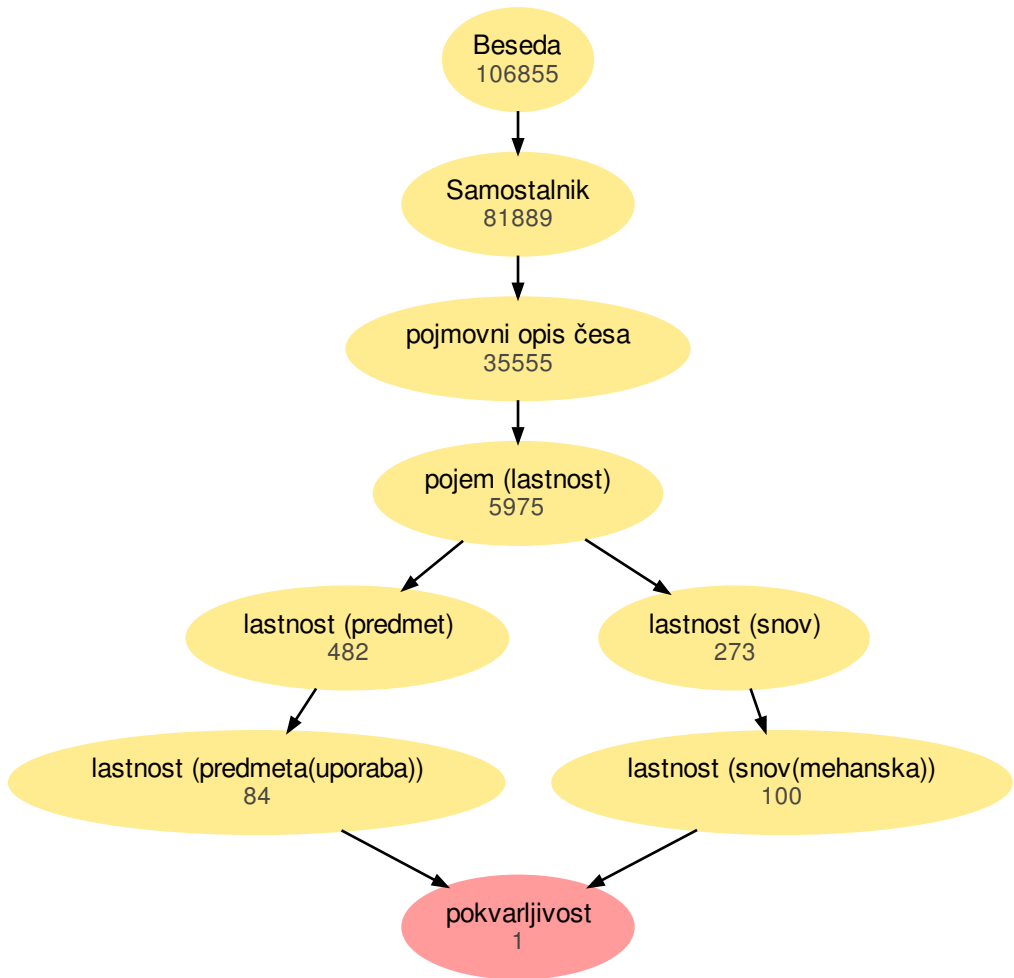 Beseda
106855
Samostalnik
81889
pojmovni opis česa
35555
pojem (lastnost)
5975
lastnost (predmet)
482
lastnost (snov)
273
lastnost (predmeta(uporaba))
84
lastnost (snov(mehanska))
100
pokvarljivost
1